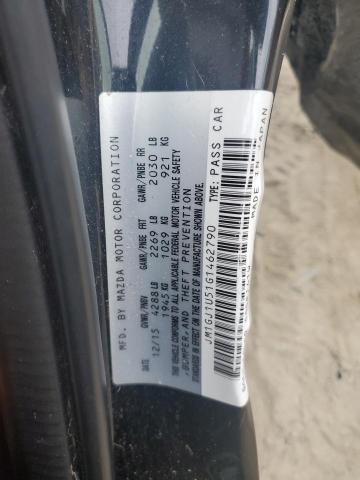 MFD. BY MAZDA MOTOR CORPORATION
12/15 GVWR/PNBV GAWR/PNBE FRT GAWR/PNBE RR
4288 LB 2269 LB 2030 LB
1945 KG 1029 KG 921 KG
THIS VEHICLE CONFORMS TO ALL APPLICABLE FEDERAL MOTOR VEHICLE SAFETY
,BUMPER,AND THEFT PREVENTION
STANDARDS IN EFFECT ON THE DATE OF MANUFACTURE SHOWN ABOVE.
JM1GJ1U51G1462790 TYPE: PASS CAR
MADE IN JAPAN